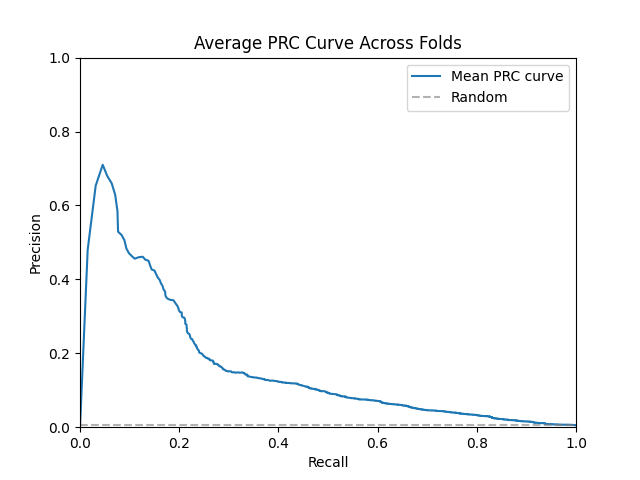 Average PRC Curve Across Folds
Mean PRC curve
Random
Precision
1.0
0.8
0.6
0.4
0.2
0.0
0.0 0.2 0.4 0.6 0.8 1.0
Recall